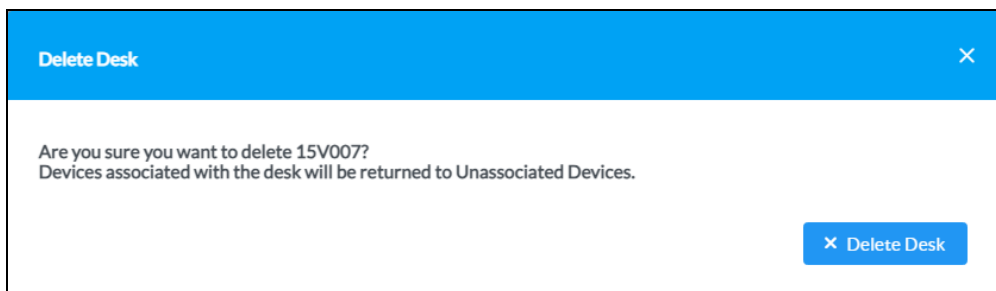 Delete Desk
Are you sure you want to delete 15V007?
Devices associated with the desk will be returned to Unassociated Devices.
Delete Desk